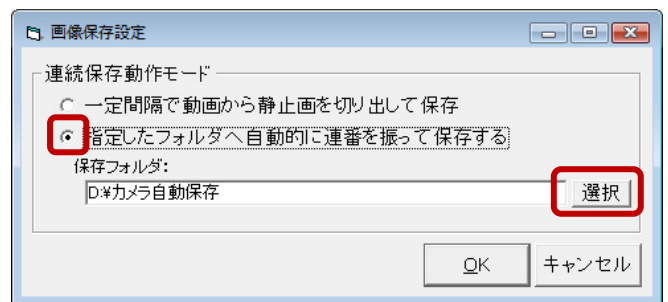 画像保存設定
連続保存動作モード
一定間隔で動画から静止画を切り出して保存
指定したフォルダへ自動的に連番を振って保存する
保存フォルダ:
D:¥カメラ自動保存
選択
OK
キャンセル